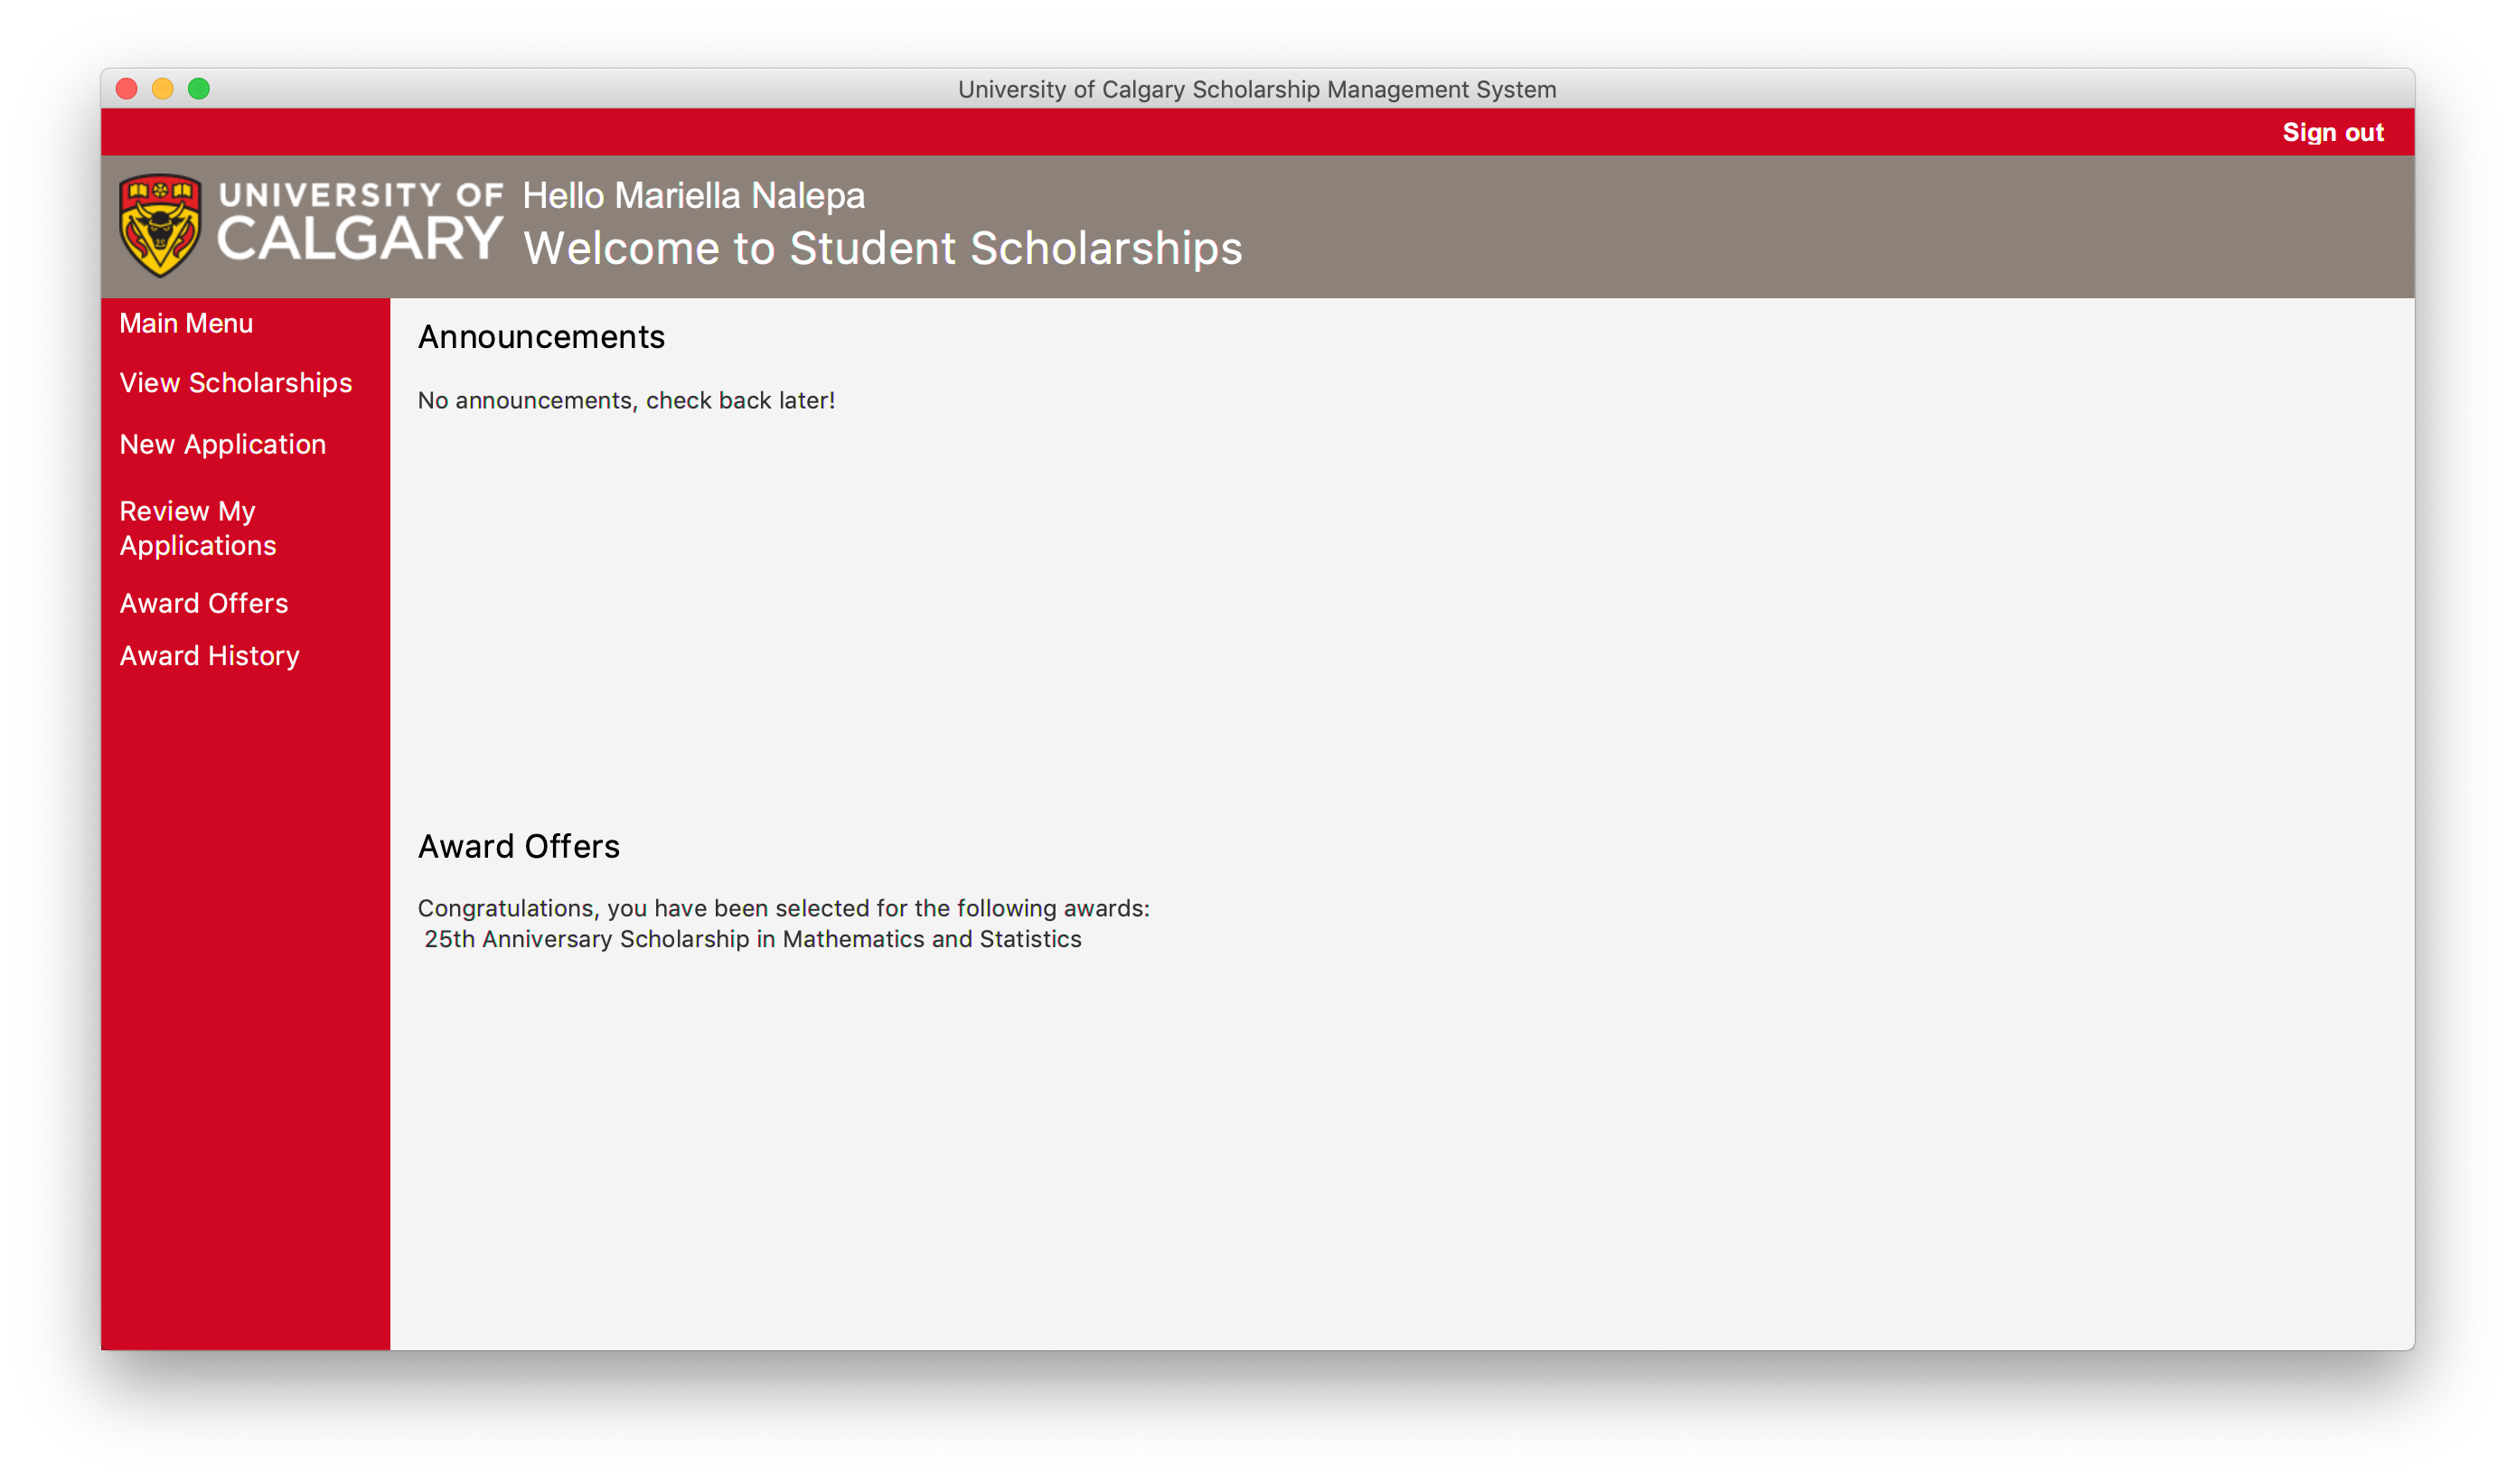 University of Calgary Scholarship Management System
Sign out
UNIVERSITY OF
CALGARY
Hello Mariella Nalepa
Welcome to Student Scholarships
Main Menu
View Scholarships
New Application
Review My
Applications
Award Offers
Award History
Announcements
No announcements, check back later!
Award Offers
Congratulations, you have been selected for the following awards:
25th Anniversary Scholarship in Mathematics and Statistics